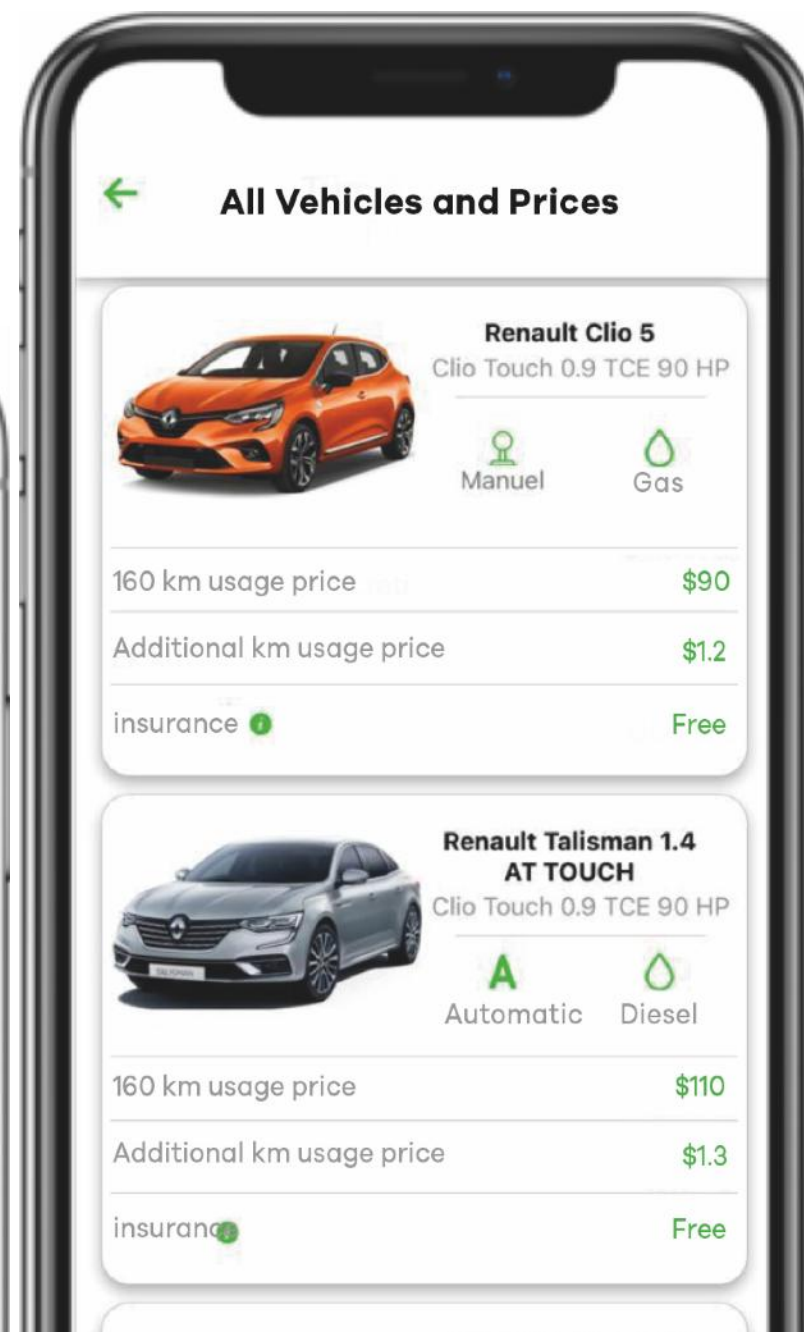 All Vehicles and Prices
Renault Clio 5
Clio Touch 0.9 TCE 90 HP
Manuel
Gas
160 km usage price
$90
Additional km usage price
$1.2
insurance i
Free
Renault Talisman 1.4
AT TOUCH
Clio Touch 0.9 TCE 90 HP
TALISMAN
A
Automatic
Diesel
160 km usage price
$110
Additional km usage price
$1.3
insurance
Free